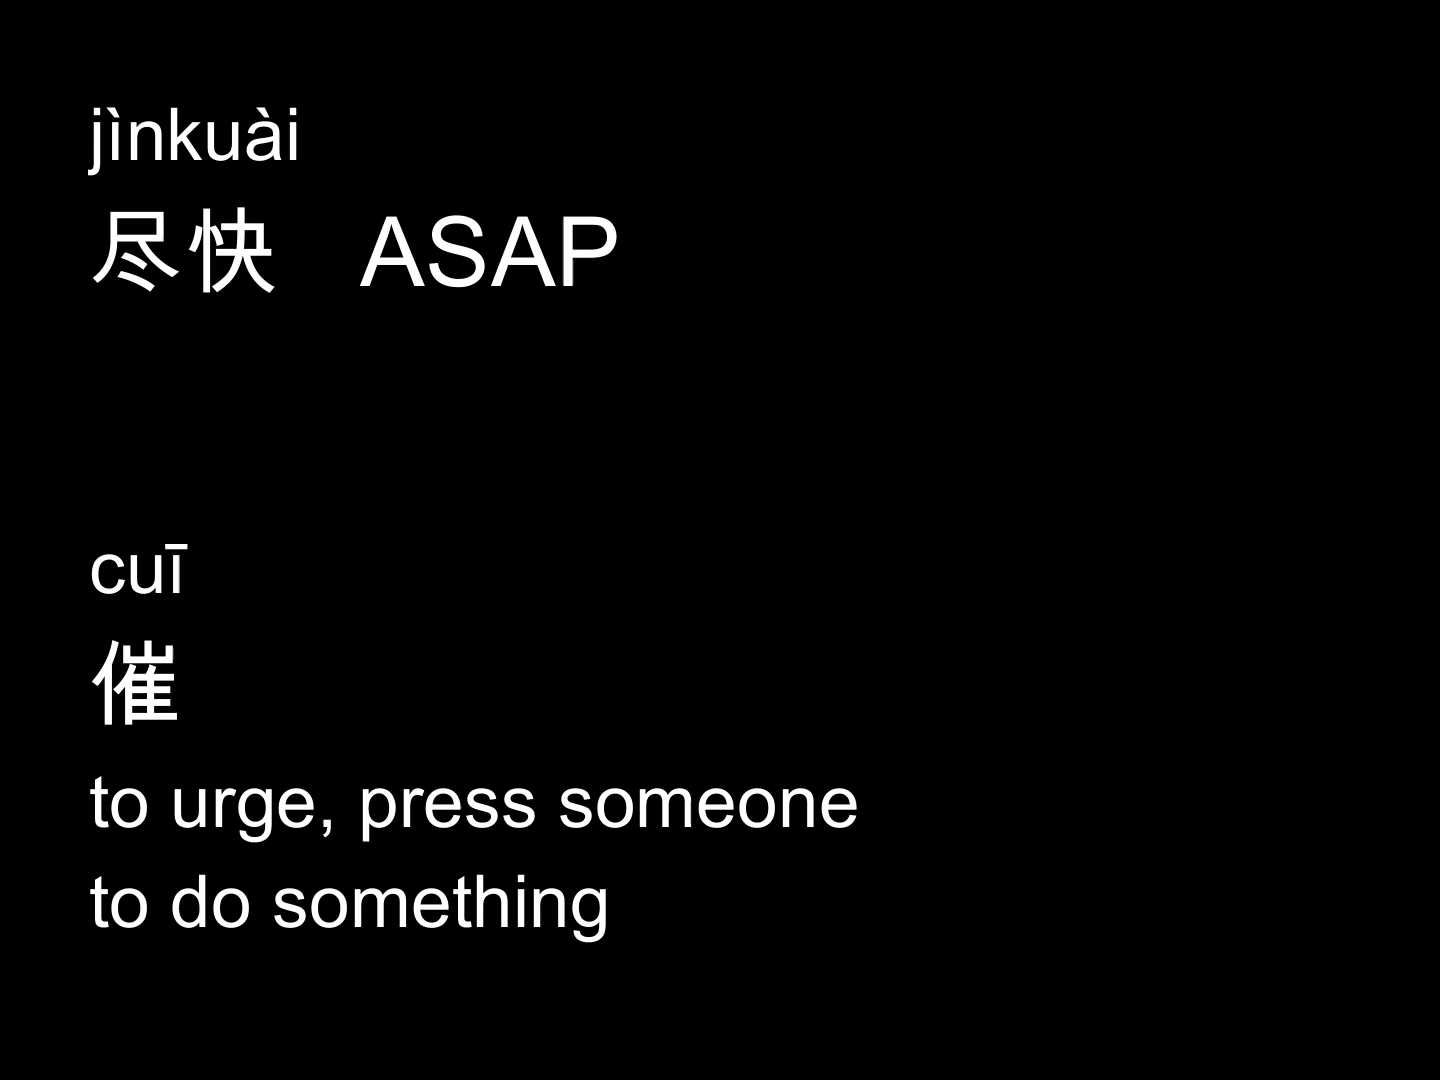 jìnkuài
尽快 ASAP
cuī
催
to urge, press someone
to do something